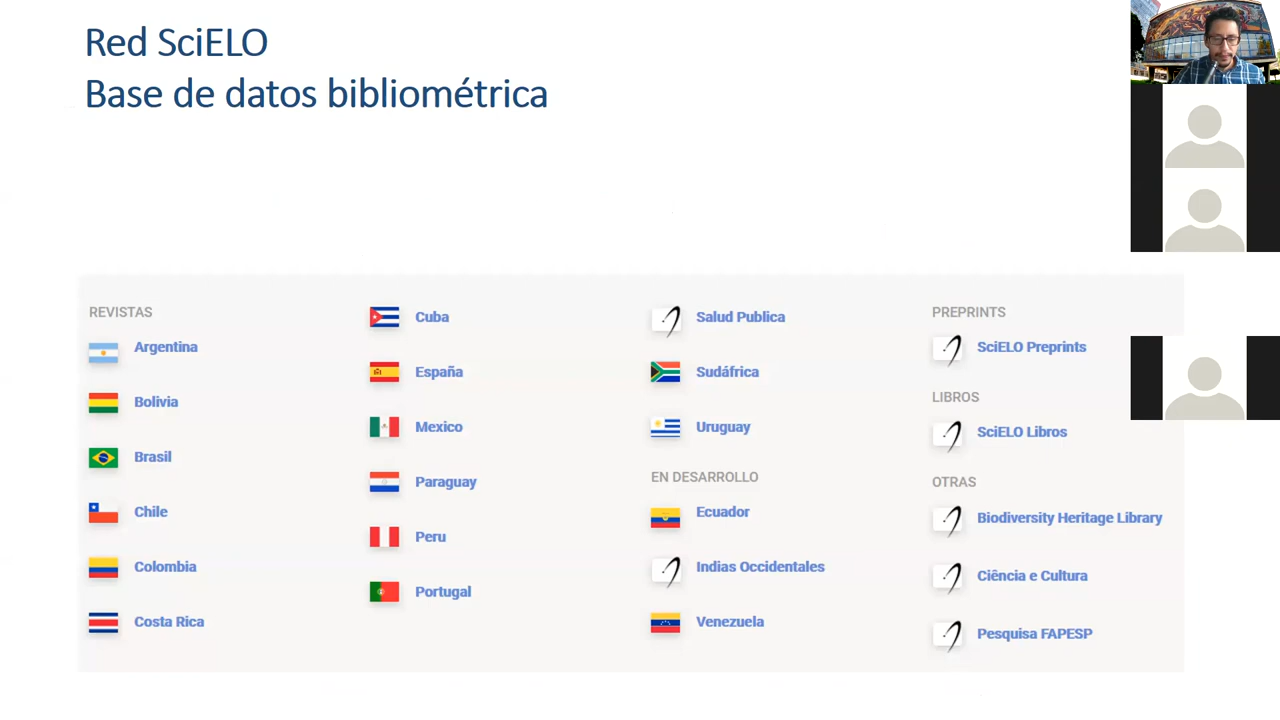 Red SciELO
Base de datos bibliométrica
REVISTAS
Argentina
Bolivia
Brasil
Chile
Colombia
Costa Rica
Cuba
España
Mexico
Paraguay
Peru
Portugal
Salud Publica
Sudáfrica
Uruguay
EN DESARROLLO
Ecuador
Indias Occidentales
Venezuela
PREPRINTS
SciELO Preprints
LIBROS
SciELO Libros
OTRAS
Biodiversity Heritage Library
Ciência e Cultura
Pesquisa FAPESP